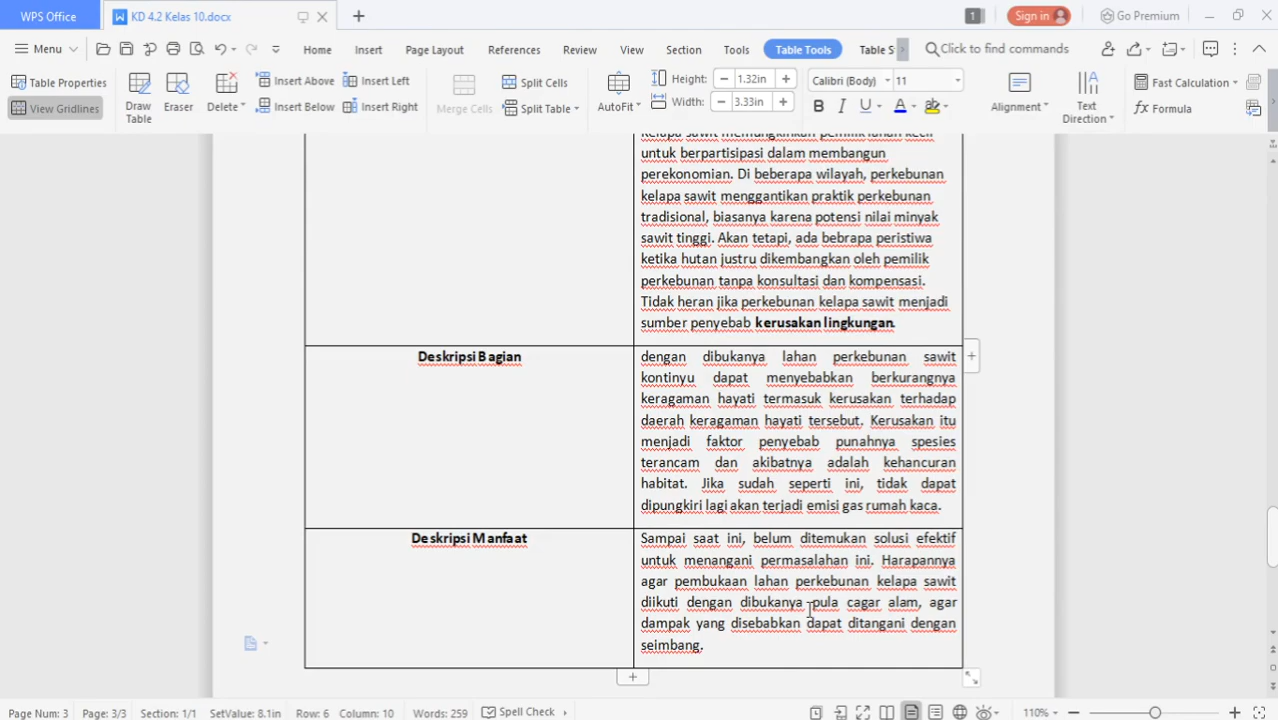 WPS Office
KD 4.2 Kelas 10.docx
1
Sign in
Go Premium
Menu
Home
Insert
Page Layout
References
Review
View
Section
Tools
Table Tools
Table S
Click to find commands
Table Properties
View Gridlines
Draw Table
Eraser
Delete
Insert Above
Insert Below
Insert Left
Insert Right
Merge Cells
Split Cells
Split Table
AutoFit
Height: 1.32in
Width: 3.33in
Calibri (Body)
11
B I U A ab
Alignment
Text Direction
Fast Calculation
Formula
Kelapa sawit memungkinkan pemilik lahan kecil
untuk berpartisipasi dalam membangun
perekonomian. Di beberapa wilayah, perkebunan
kelapa sawit menggantikan praktik perkebunan
tradisional, biasanya karena potensi nilai minyak
sawit tinggi. Akan tetapi, ada bebrapa peristiwa
ketika hutan justru dikembangkan oleh pemilik
perkebunan tanpa konsultasi dan kompensasi.
Tidak heran jika perkebunan kelapa sawit menjadi
sumber penyebab kerusakan lingkungan.
Deskripsi Bagian
dengan dibukanya lahan perkebunan sawit
kontinyu dapat menyebabkan berkurangnya
keragaman hayati termasuk kerusakan terhadap
daerah keragaman hayati tersebut. Kerusakan itu
menjadi faktor penyebab punahnya spesies
terancam dan akibatnya adalah kehancuran
habitat. Jika sudah seperti ini, tidak dapat
dipungkiri lagi akan terjadi emisi gas rumah kaca.
Deskripsi Manfaat
Sampai saat ini, belum ditemukan solusi efektif
untuk menangani permasalahan ini. Harapannya
agar pembukaan lahan perkebunan kelapa sawit
diikuti dengan dibukanya pula cagar alam, agar
dampak yang disebabkan dapat ditangani dengan
seimbang.
Page Num: 3
Page: 3/3
Section: 1/1
SetValue: 8.1in
Row: 6
Column: 10
Words: 259
Spell Check
110%